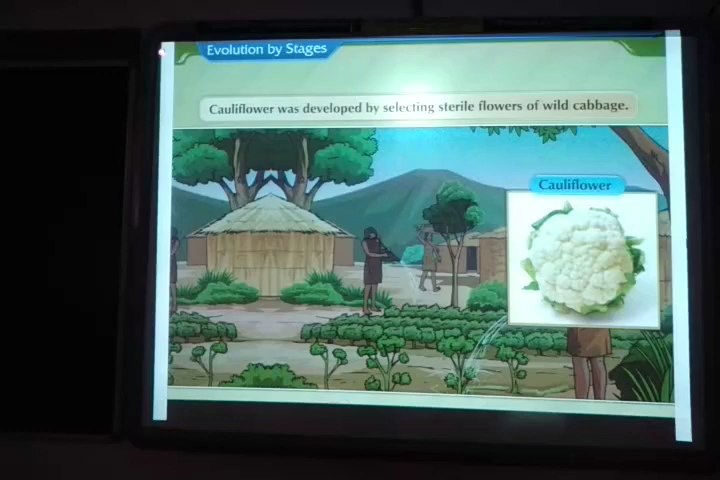 Evolution by Stages
Cauliflower was developed by selecting sterile flowers of wild cabbage.
Cauliflower